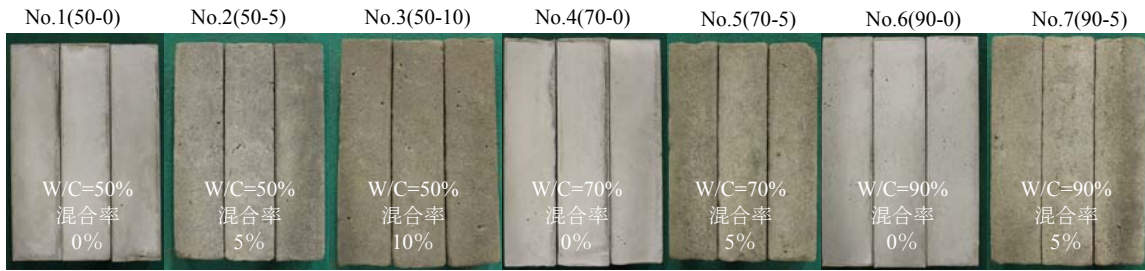 No.1(50-0)
No.2(50-5)
No.3(50-10)
No.4(70-0)
No.5(70-5)
No.6(90-0)
No.7(90-5)
W/C=50%
混合率
0%
W/C=50%
混合率
5%
W/C=50%
混合率
10%
W/C=70%
混合率
0%
W/C=70%
混合率
5%
W/C=90%
混合率
0%
W/C=90%
混合率
5%